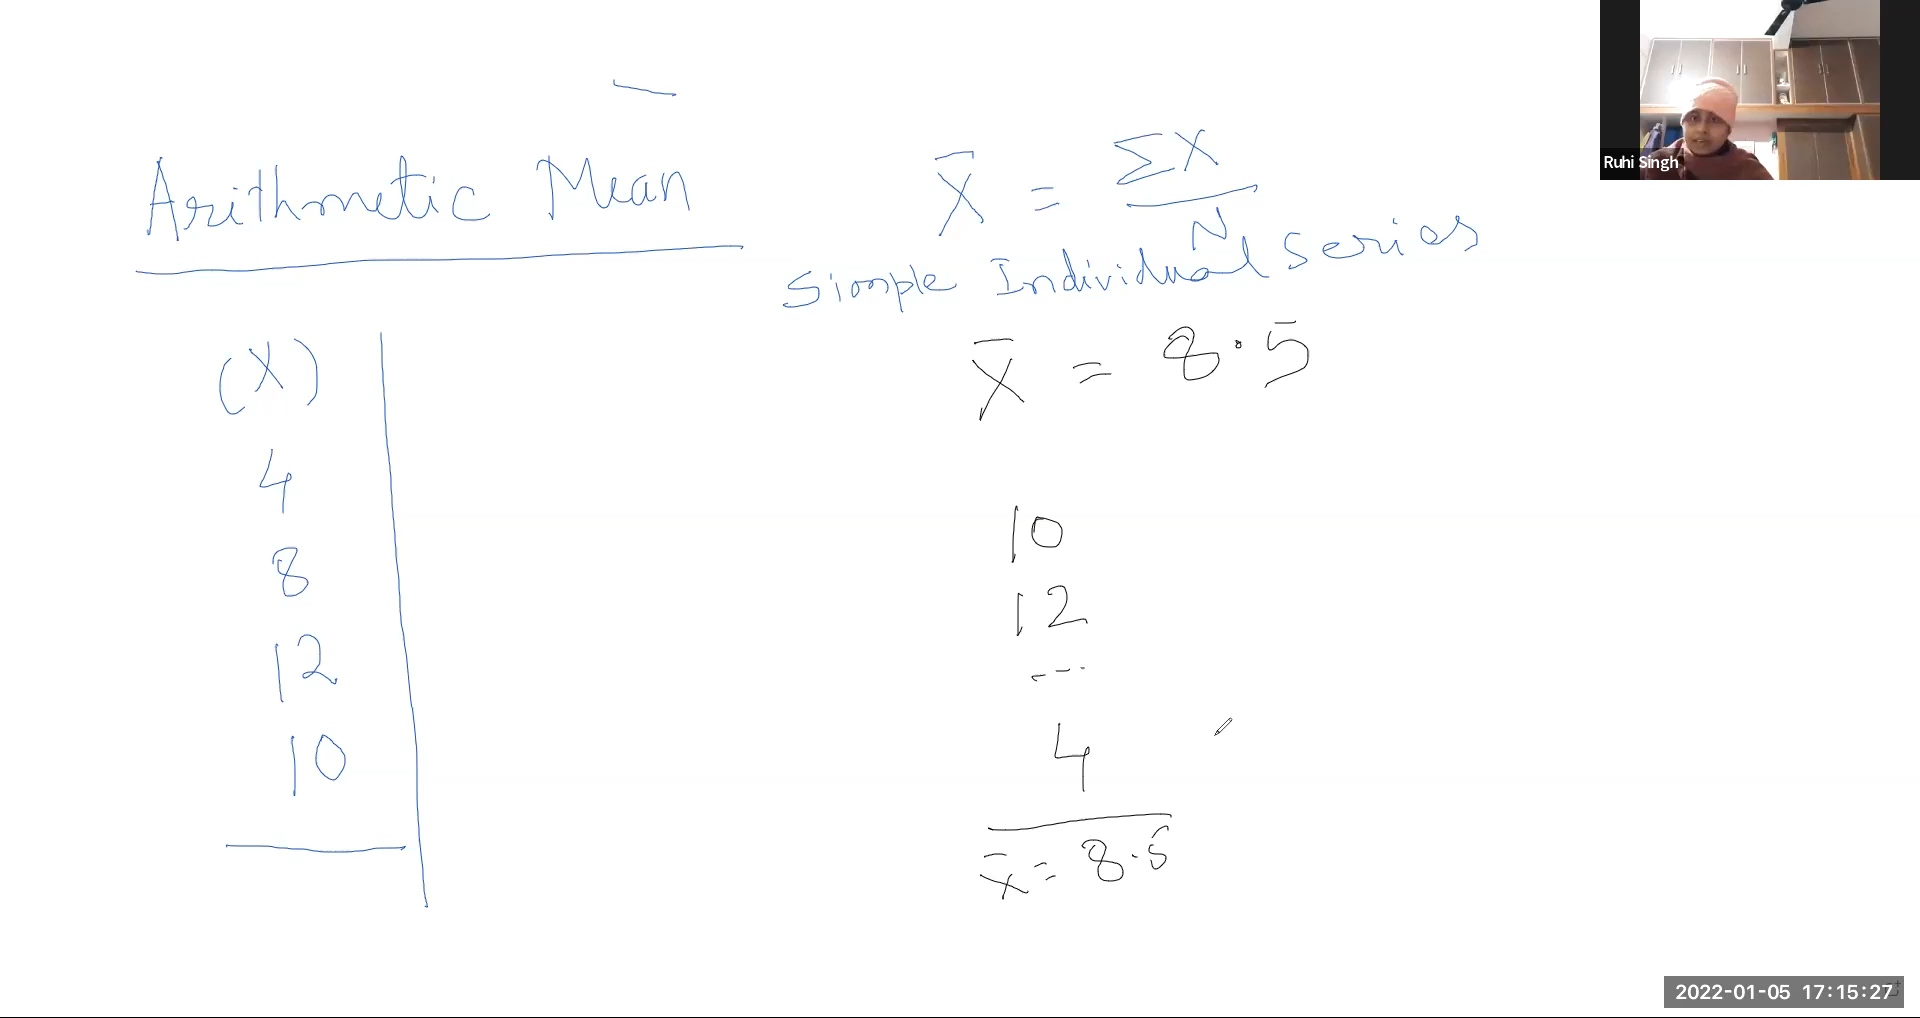 Arithmetic Mean
X̄ = ΣX / N
Simple Individual Series
(X)
4
8
12
10
X̄ = 8.5
10
12
---
4
x̄ = 8.5
Ruhi Singh
2022-01-05 17:15:27